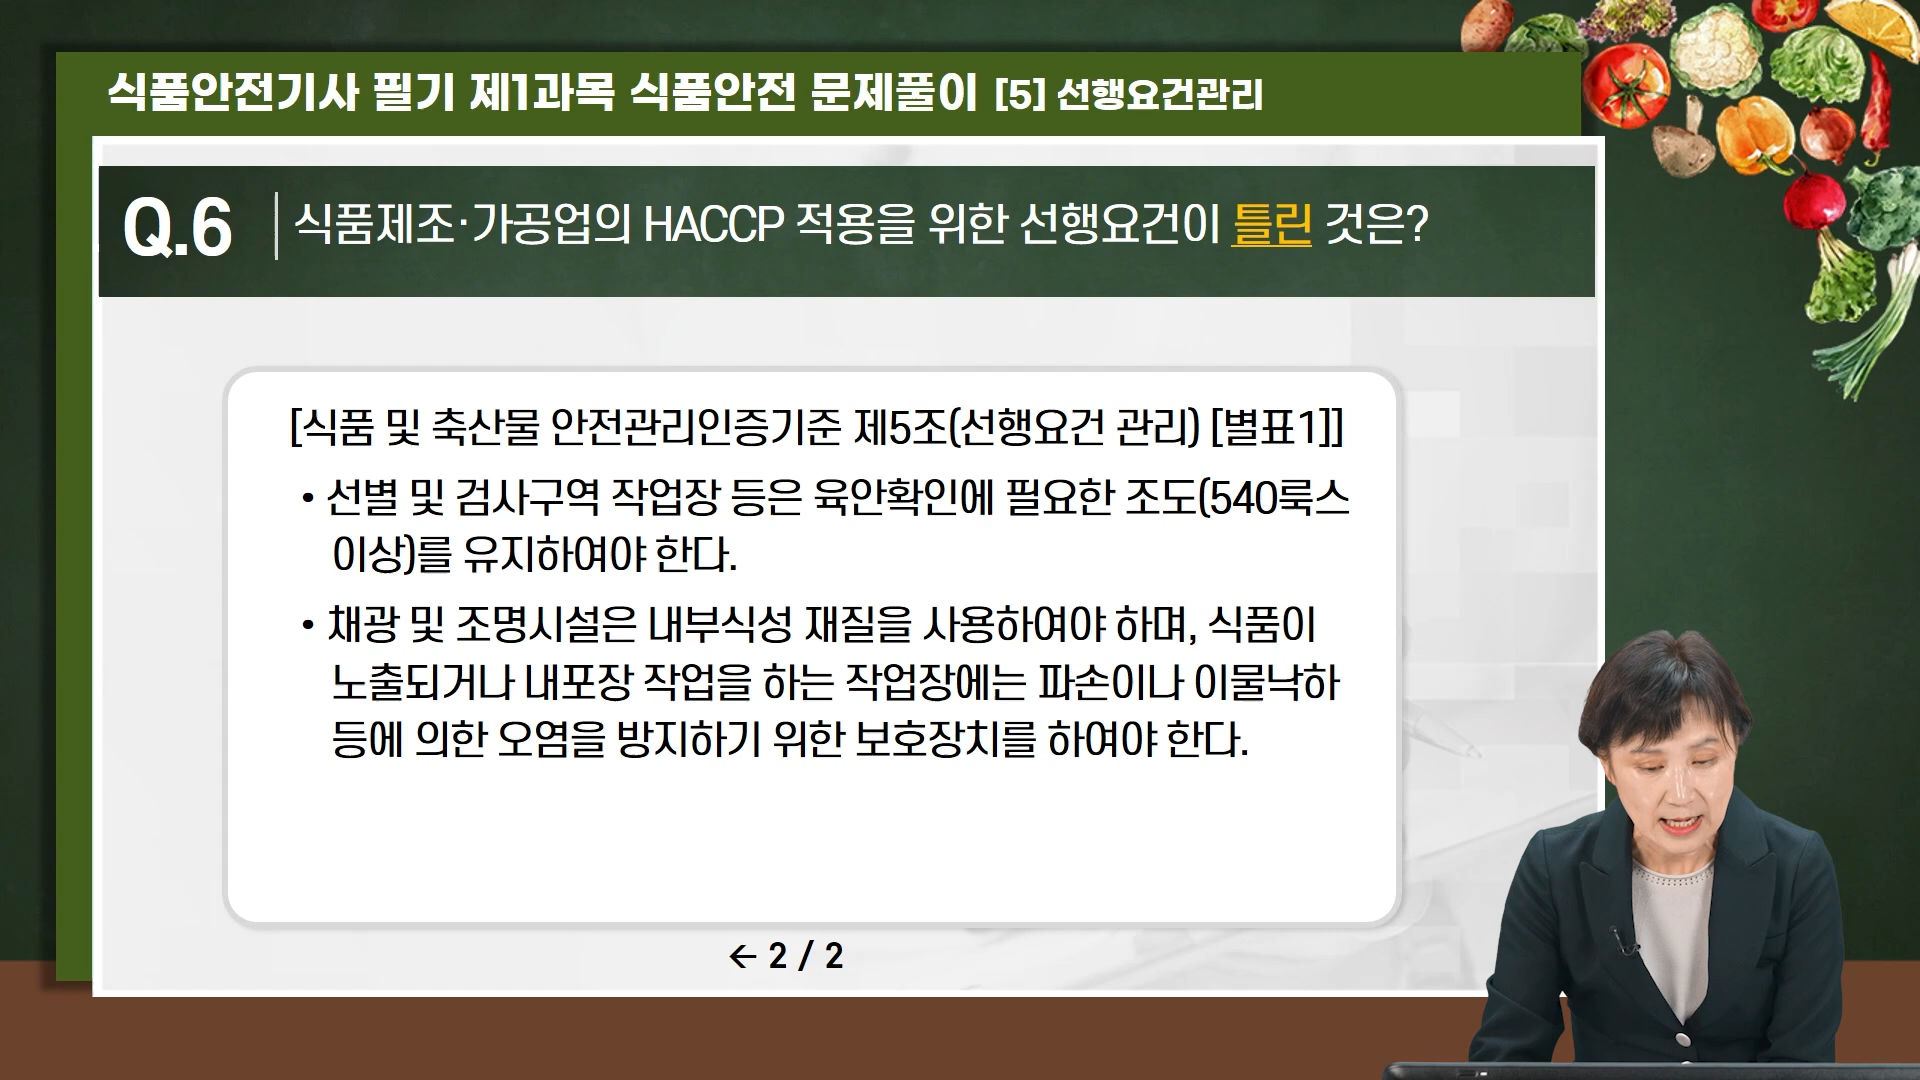 식품안전기사 필기 제1과목 식품안전 문제풀이 [5] 선행요건관리
Q.6 식품제조·가공업의 HACCP 적용을 위한 선행요건이 틀린 것은?
[식품 및 축산물 안전관리인증기준 제5조(선행요건 관리) [별표1]]
• 선별 및 검사구역 작업장 등은 육안확인에 필요한 조도(540룩스
이상)를 유지하여야 한다.
• 채광 및 조명시설은 내부식성 재질을 사용하여야 하며, 식품이
노출되거나 내포장 작업을 하는 작업장에는 파손이나 이물낙하
등에 의한 오염을 방지하기 위한 보호장치를 하여야 한다.
← 2 / 2